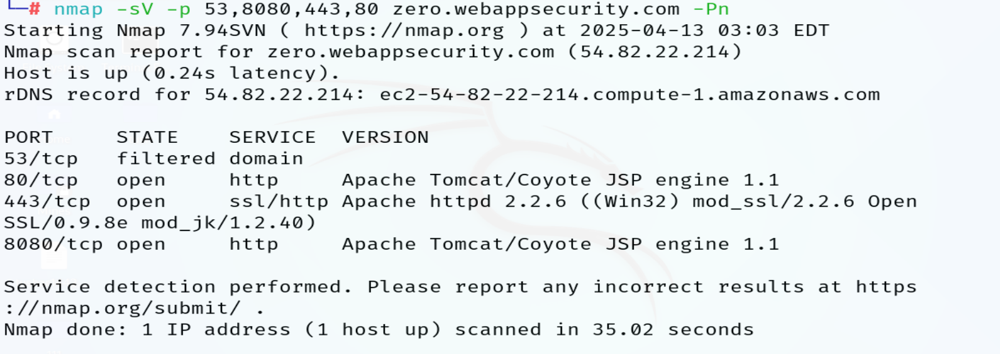 └─# nmap -sV -p 53,8080,443,80 zero.webappsecurity.com -Pn
Starting Nmap 7.94SVN ( https://nmap.org ) at 2025-04-13 03:03 EDT
Nmap scan report for zero.webappsecurity.com (54.82.22.214)
Host is up (0.24s latency).
rDNS record for 54.82.22.214: ec2-54-82-22-214.compute-1.amazonaws.com

PORT     STATE    SERVICE  VERSION
53/tcp   filtered domain
80/tcp   open     http     Apache Tomcat/Coyote JSP engine 1.1
443/tcp  open     ssl/http Apache httpd 2.2.6 ((Win32) mod_ssl/2.2.6 Open
SSL/0.9.8e mod_jk/1.2.40)
8080/tcp open     http     Apache Tomcat/Coyote JSP engine 1.1

Service detection performed. Please report any incorrect results at https
://nmap.org/submit/ .
Nmap done: 1 IP address (1 host up) scanned in 35.02 seconds